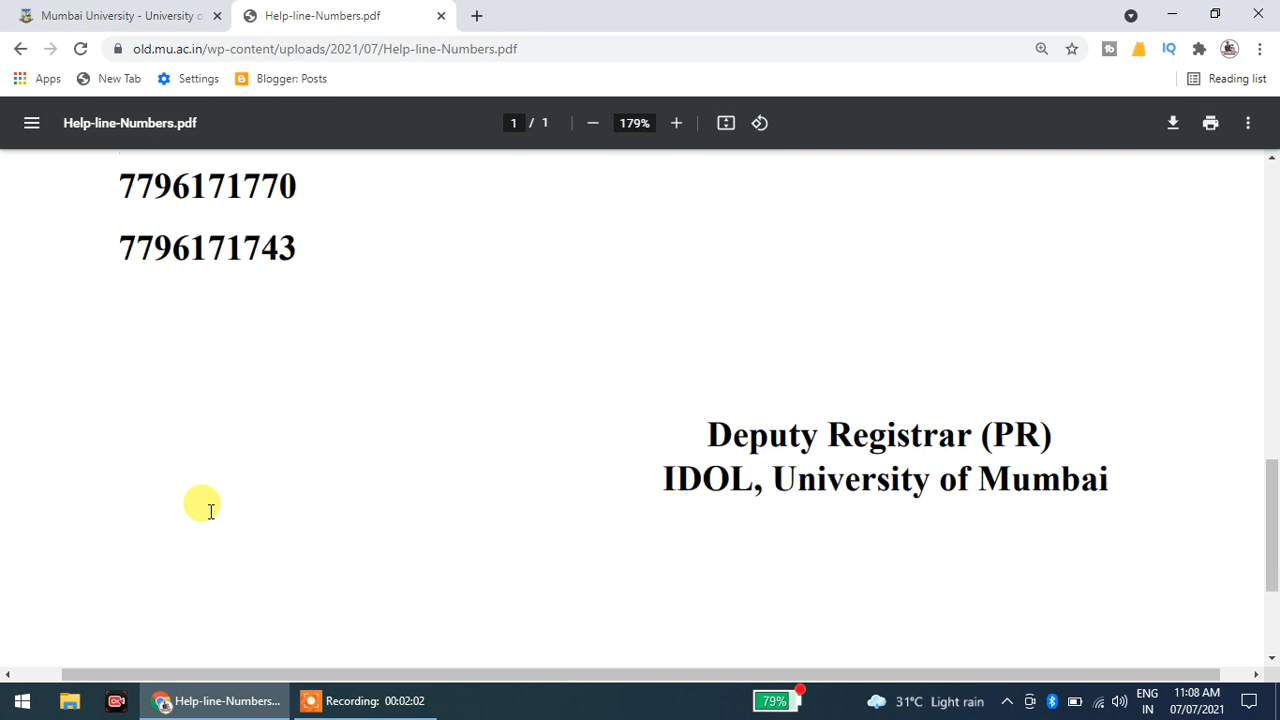 Mumbai University - University o
Help-line-Numbers.pdf
old.mu.ac.in/wp-content/uploads/2021/07/Help-line-Numbers.pdf
Apps
New Tab
Settings
Blogger: Posts
Reading list
Help-line-Numbers.pdf
1 / 1
179%
7796171770
7796171743
Deputy Registrar (PR)
IDOL, University of Mumbai
Help-line-Numbers...
Recording: 00:02:02
79%
31°C Light rain
ENG
IN
11:08 AM
07/07/2021
tb
IQ